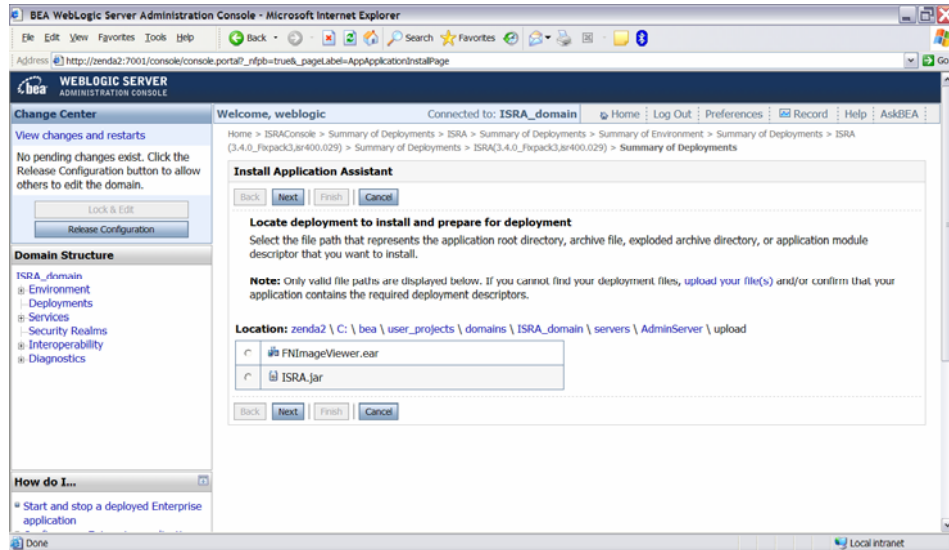 BEA WebLogic Server Administration Console - Microsoft Internet Explorer
File Edit View Favorites Tools Help
Back Search Favorites
Address http://zenda2:7001/console/console.portal?_nfpb=true&_pageLabel=AppApplicationInstallPage Go
bea WEBLOGIC SERVER
ADMINISTRATION CONSOLE
Change Center
View changes and restarts
No pending changes exist. Click the
Release Configuration button to allow
others to edit the domain.
Lock & Edit
Release Configuration
Domain Structure
ISRA_domain
Environment
Deployments
Services
Security Realms
Interoperability
Diagnostics
How do I...
Start and stop a deployed Enterprise
application
Welcome, weblogic Connected to: ISRA_domain Home Log Out Preferences Record Help AskBEA
Home > ISRAConsole > Summary of Deployments > ISRA > Summary of Deployments > Summary of Environment > Summary of Deployments > ISRA
(3.4.0_Fixpack3,isr400.029) > Summary of Deployments > ISRA(3.4.0_Fixpack3,isr400.029) > Summary of Deployments
Install Application Assistant
Back Next Finish Cancel
Locate deployment to install and prepare for deployment
Select the file path that represents the application root directory, archive file, exploded archive directory, or application module
descriptor that you want to install.
Note: Only valid file paths are displayed below. If you cannot find your deployment files, upload your file(s) and/or confirm that your
application contains the required deployment descriptors.
Location: zenda2 \ C: \ bea \ user_projects \ domains \ ISRA_domain \ servers \ AdminServer \ upload
FNImageViewer.ear
ISRA.jar
Back Next Finish Cancel
Done Local intranet